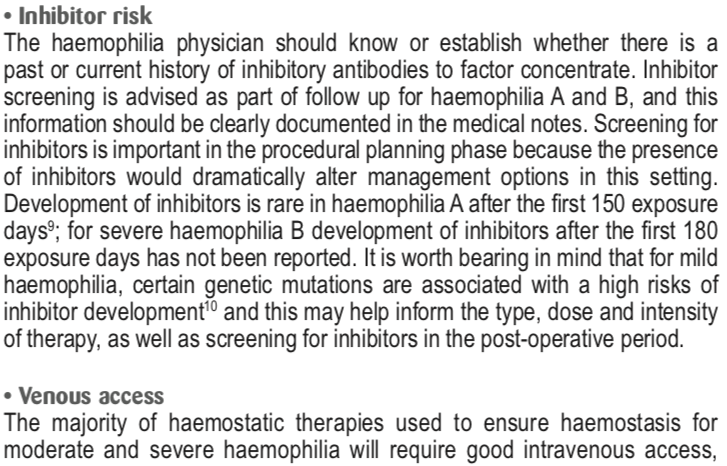 • Inhibitor risk
The haemophilia physician should know or establish whether there is a
past or current history of inhibitory antibodies to factor concentrate. Inhibitor
screening is advised as part of follow up for haemophilia A and B, and this
information should be clearly documented in the medical notes. Screening for
inhibitors is important in the procedural planning phase because the presence
of inhibitors would dramatically alter management options in this setting.
Development of inhibitors is rare in haemophilia A after the first 150 exposure
days⁹; for severe haemophilia B development of inhibitors after the first 180
exposure days has not been reported. It is worth bearing in mind that for mild
haemophilia, certain genetic mutations are associated with a high risks of
inhibitor development¹⁰ and this may help inform the type, dose and intensity
of therapy, as well as screening for inhibitors in the post-operative period.
• Venous access
The majority of haemostatic therapies used to ensure haemostasis for
moderate and severe haemophilia will require good intravenous access,